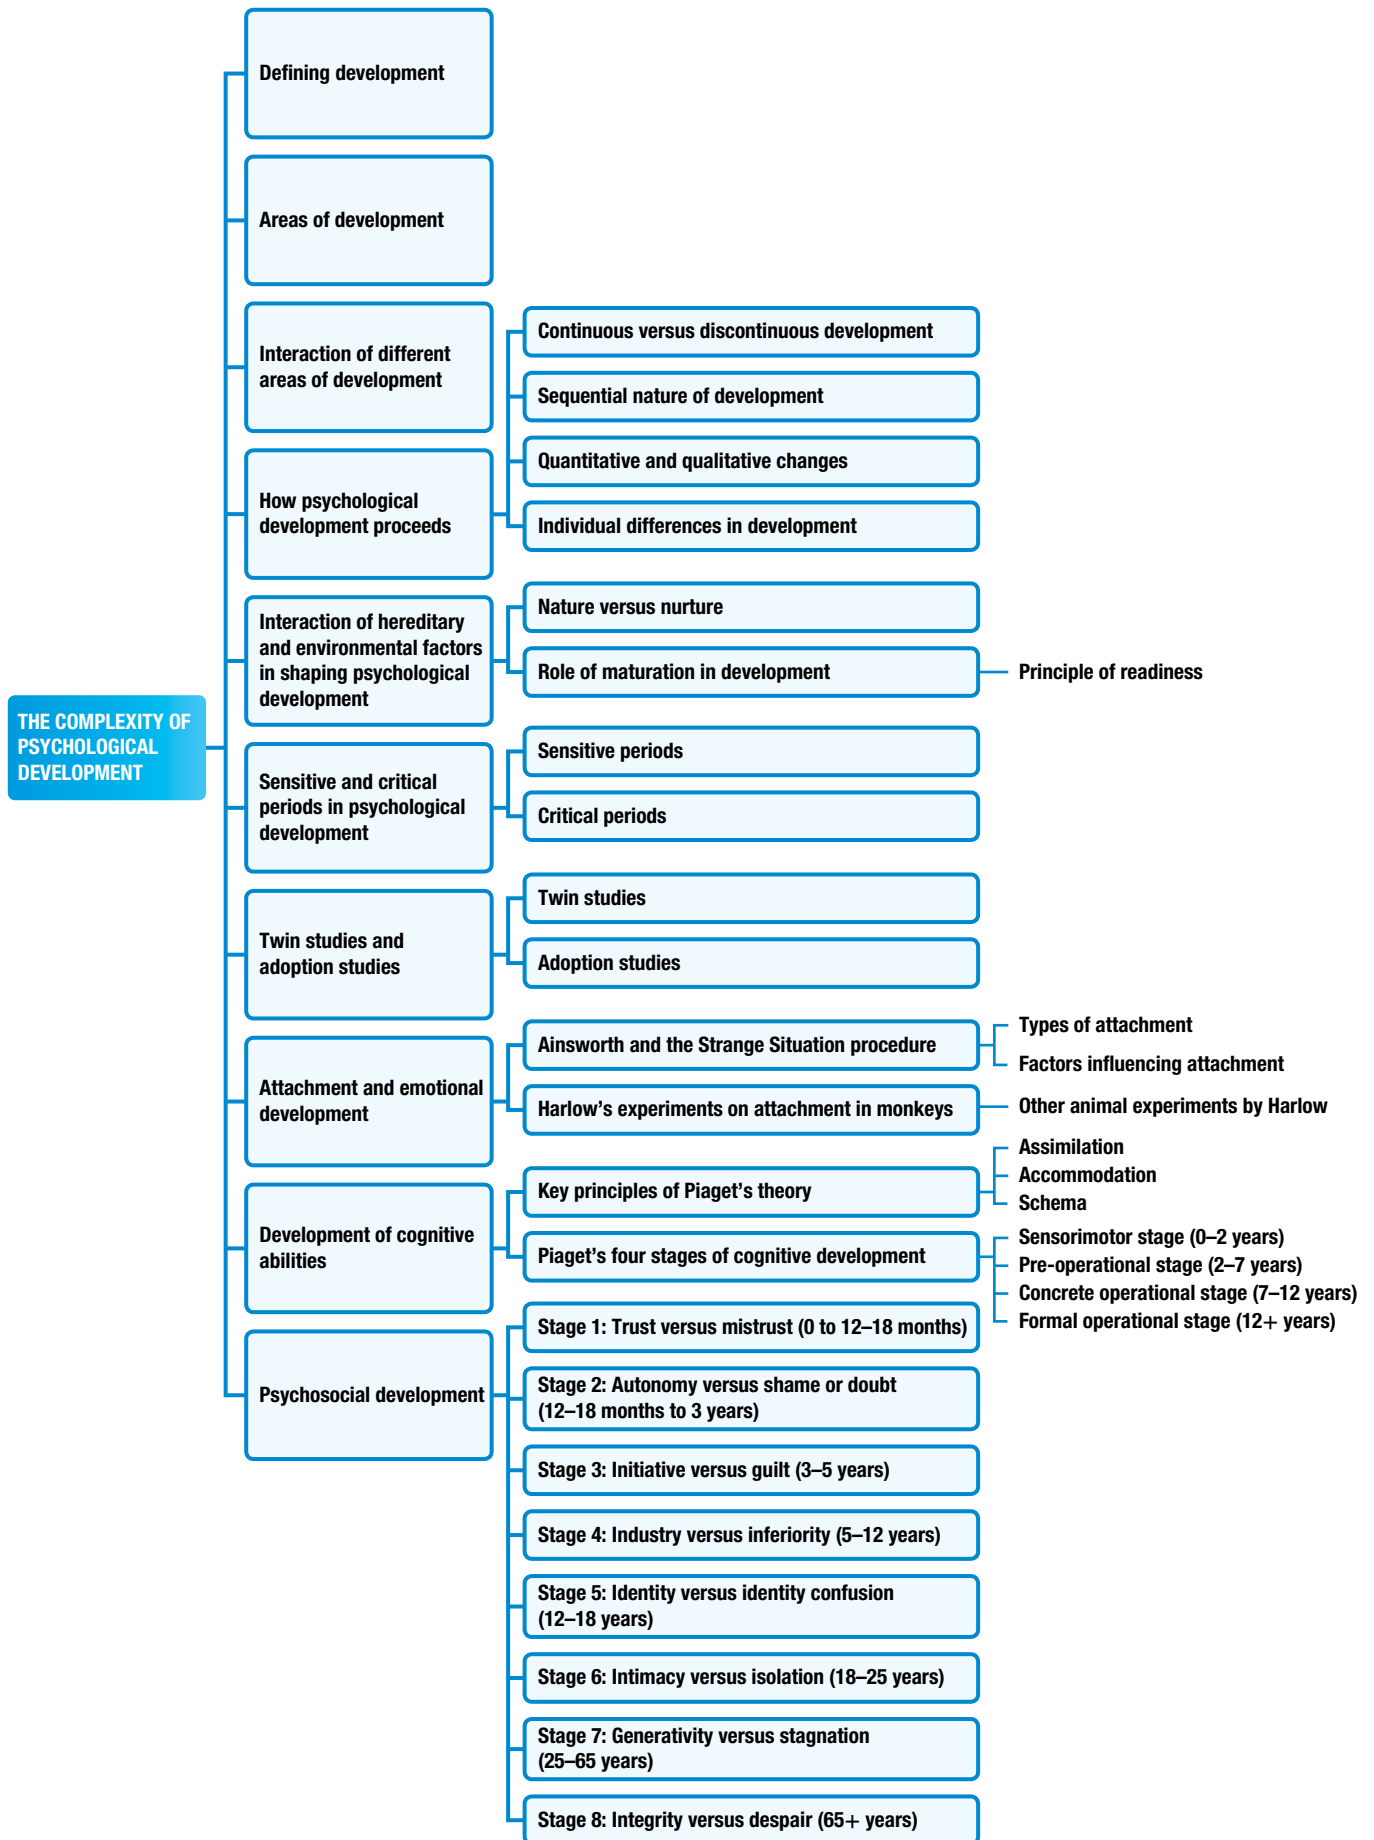 THE COMPLEXITY OF
PSYCHOLOGICAL
DEVELOPMENT
Defining development
Areas of development
Interaction of different
areas of development
How psychological
development proceeds
Continuous versus discontinuous development
Sequential nature of development
Quantitative and qualitative changes
Individual differences in development
Interaction of hereditary
and environmental factors
in shaping psychological
development
Nature versus nurture
Role of maturation in development
Principle of readiness
Sensitive and critical
periods in psychological
development
Sensitive periods
Critical periods
Twin studies and
adoption studies
Twin studies
Adoption studies
Attachment and emotional
development
Ainsworth and the Strange Situation procedure
Types of attachment
Factors influencing attachment
Harlow’s experiments on attachment in monkeys
Other animal experiments by Harlow
Development of cognitive
abilities
Key principles of Piaget’s theory
Assimilation
Accommodation
Schema
Piaget’s four stages of cognitive development
Sensorimotor stage (0–2 years)
Pre-operational stage (2–7 years)
Concrete operational stage (7–12 years)
Formal operational stage (12+ years)
Psychosocial development
Stage 1: Trust versus mistrust (0 to 12–18 months)
Stage 2: Autonomy versus shame or doubt
(12–18 months to 3 years)
Stage 3: Initiative versus guilt (3–5 years)
Stage 4: Industry versus inferiority (5–12 years)
Stage 5: Identity versus identity confusion
(12–18 years)
Stage 6: Intimacy versus isolation (18–25 years)
Stage 7: Generativity versus stagnation
(25–65 years)
Stage 8: Integrity versus despair (65+ years)